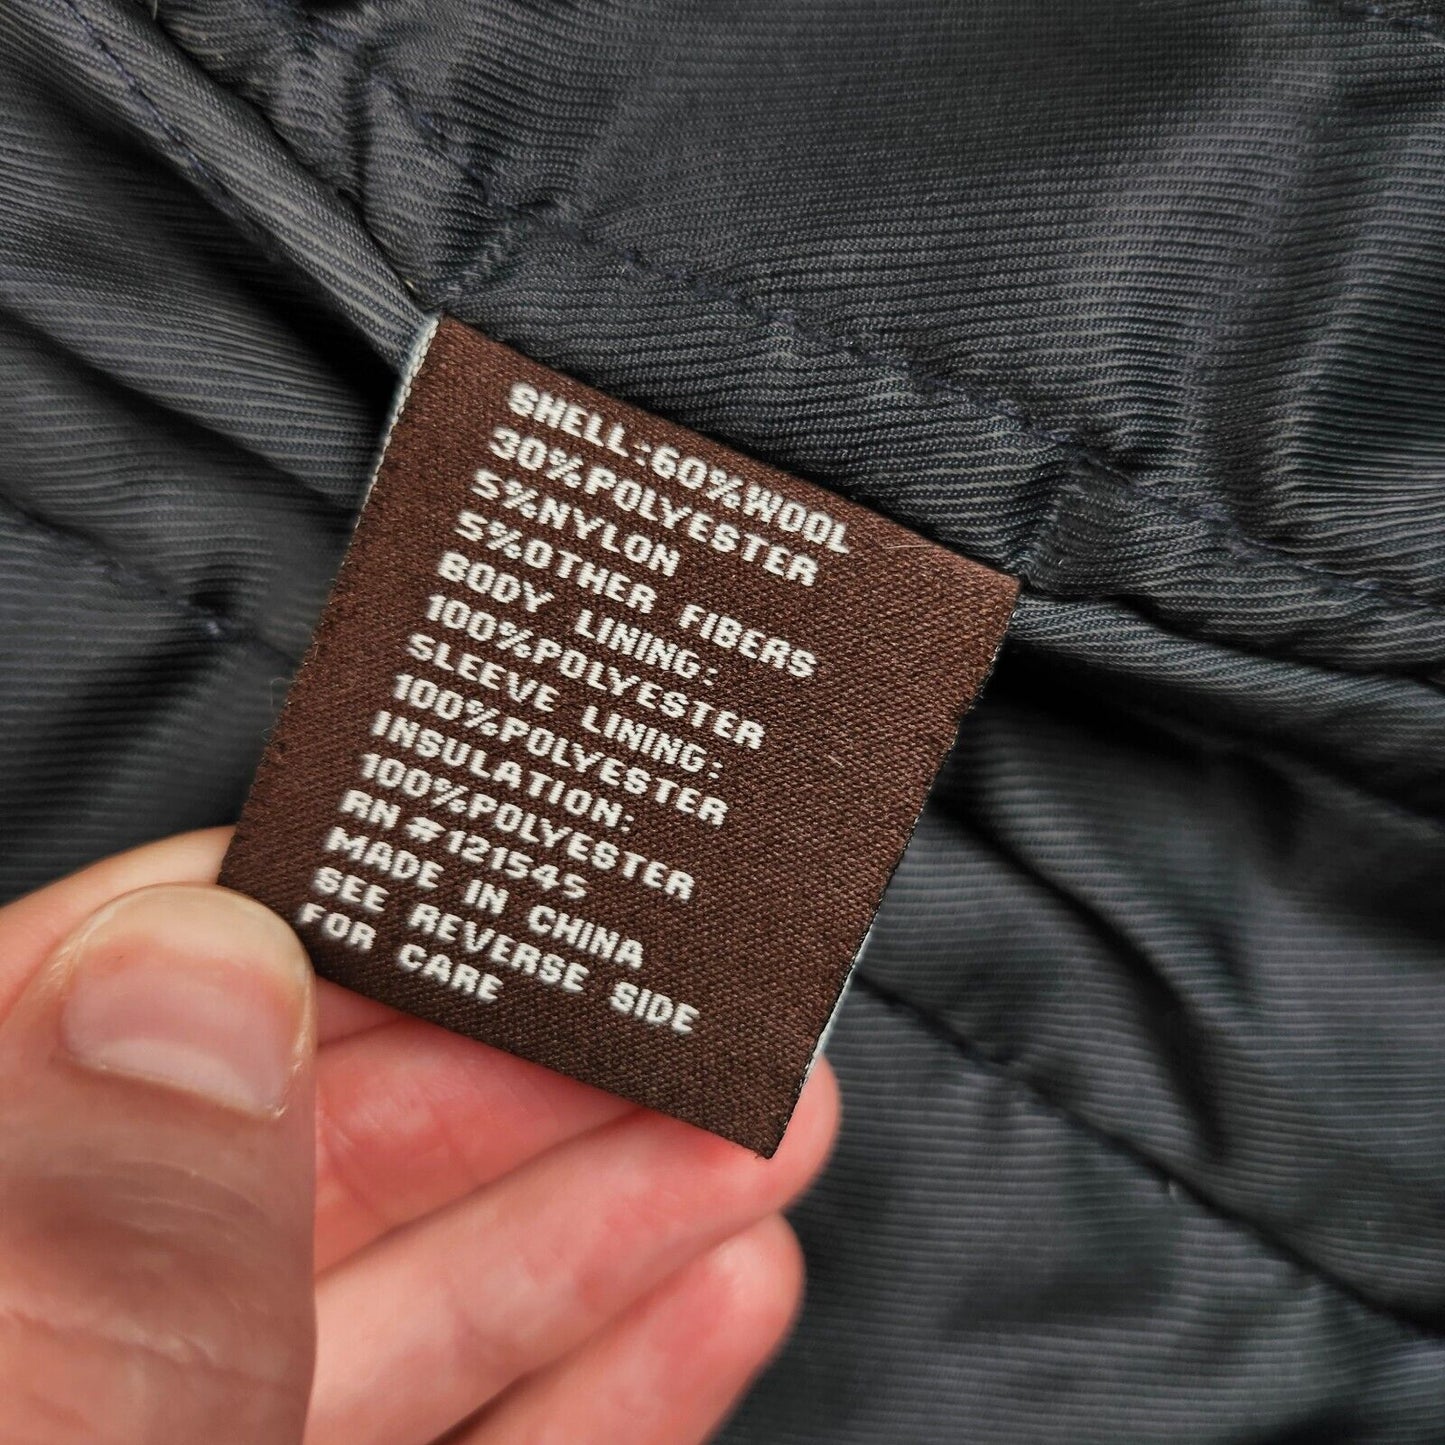 SHELL:60%WOOL
30%POLYESTER
5%NYLON
5%OTHER FIBERS
BODY LINING:
100%POLYESTER
SLEEVE LINING:
100%POLYESTER
INSULATION:
100%POLYESTER
RN #121545
MADE IN CHINA
SEE REVERSE SIDE
FOR CARE